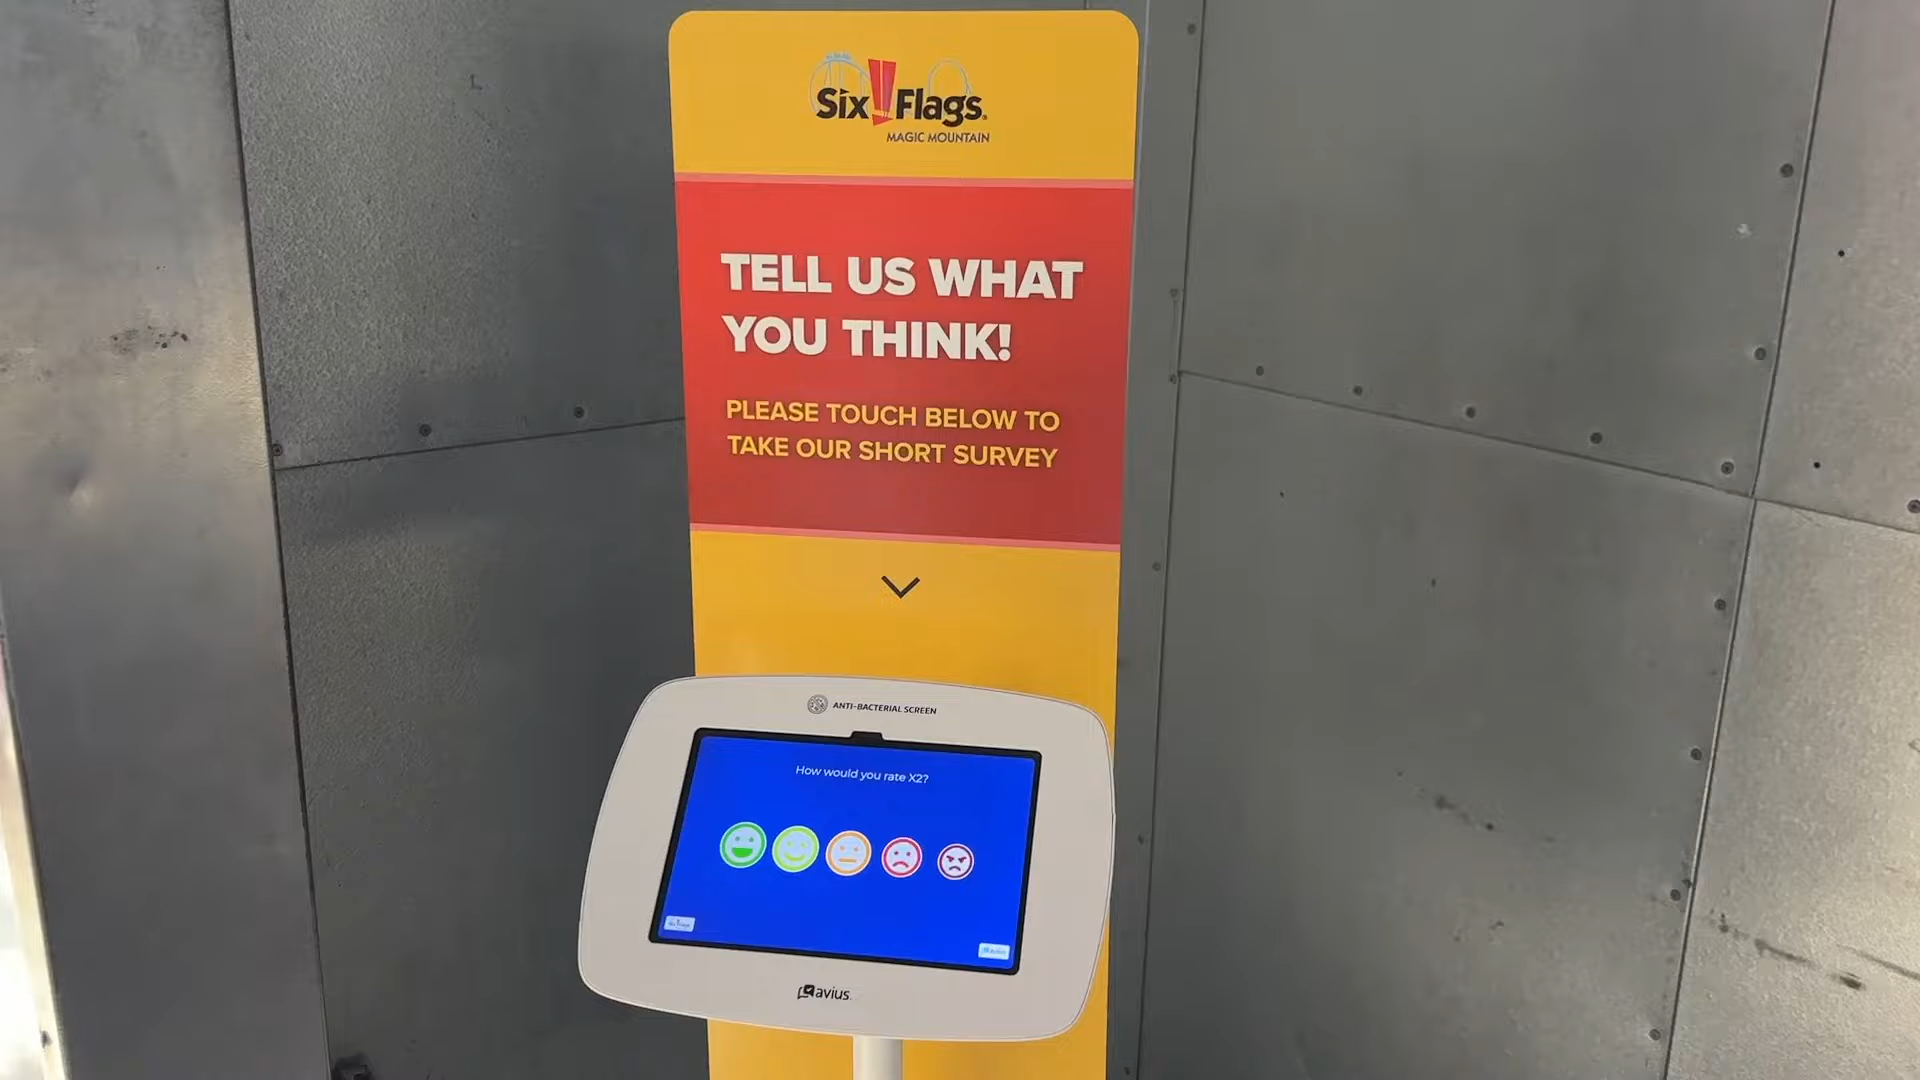 Six Flags
MAGIC MOUNTAIN
TELL US WHAT
YOU THINK!
PLEASE TOUCH BELOW TO
TAKE OUR SHORT SURVEY
ANTI-BACTERIAL SCREEN
How would you rate X2?
avius